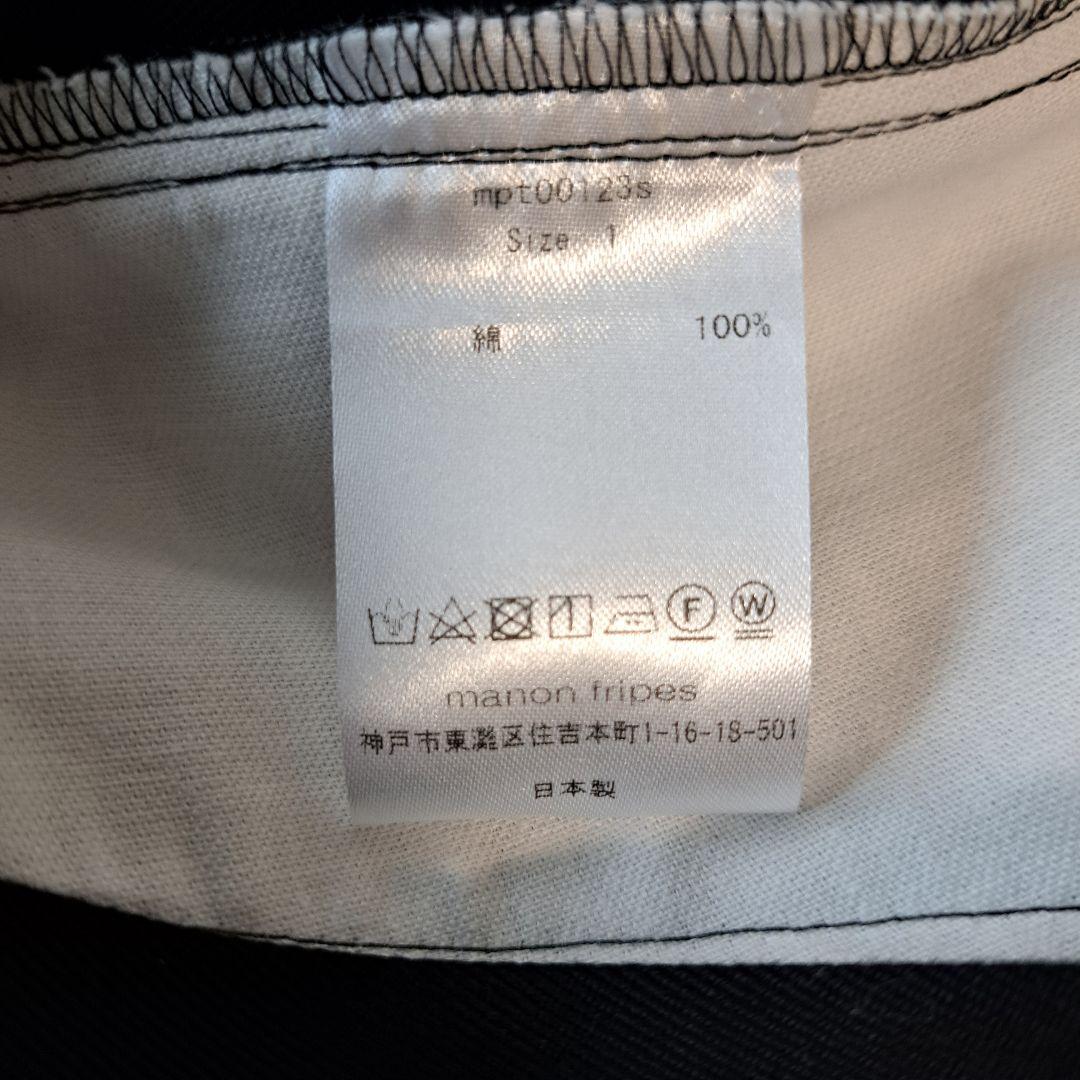 mpt00123s
Size 1
綿 100%
F W
manon fripes
神戸市東灘区住吉本町1-16-18-501
日本製